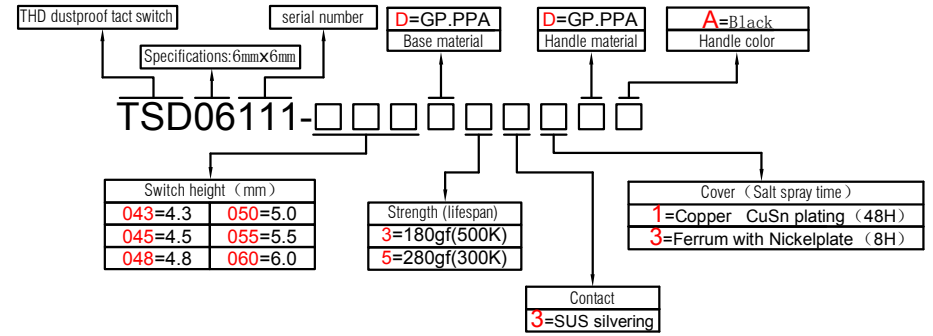 THD dustproof tact switch
serial number
D=GP.PPA
Base material
D=GP.PPA
Handle material
A=Black
Handle color
Specifications:6mm×6mm
TSD06111-□□□□□□□□□
Switch height (mm)
043=4.3 050=5.0
045=4.5 055=5.5
048=4.8 060=6.0
Strength (lifespan)
3=180gf(500K)
5=280gf(300K)
Cover (Salt spray time)
1=Copper CuSn plating (48H)
3=Ferrum with Nickelplate (8H)
Contact
3=SUS silvering